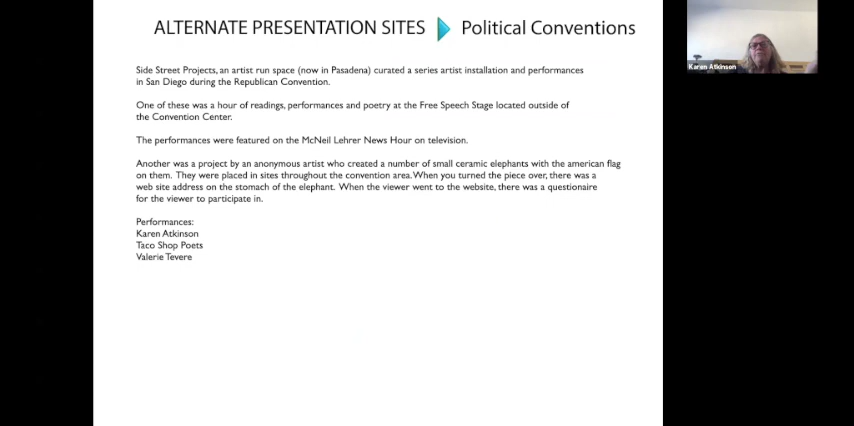 ALTERNATE PRESENTATION SITES Political Conventions
Karen Atkinson
Side Street Projects, an artist run space (now in Pasadena) curated a series artist installation and performances
in San Diego during the Republican Convention.
One of these was a hour of readings, performances and poetry at the Free Speech Stage located outside of
the Convention Center.
The performances were featured on the McNeil Lehrer News Hour on television.
Another was a project by an anonymous artist who created a number of small ceramic elephants with the american flag
on them. They were placed in sites throughout the convention area. When you turned the piece over, there was a
web site address on the stomach of the elephant. When the viewer went to the website, there was a questionaire
for the viewer to participate in.
Performances:
Karen Atkinson
Taco Shop Poets
Valerie Tevere